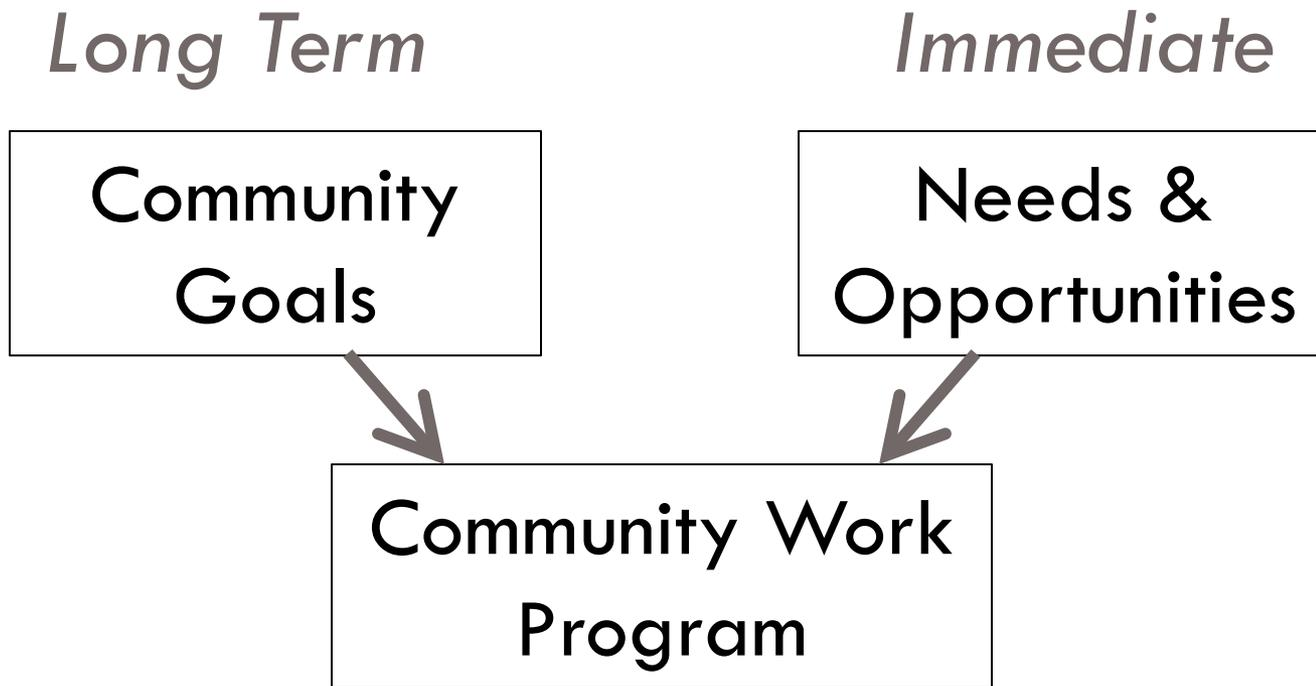 Long Term
Immediate
Community
Goals
Needs &
Opportunities
Community Work
Program